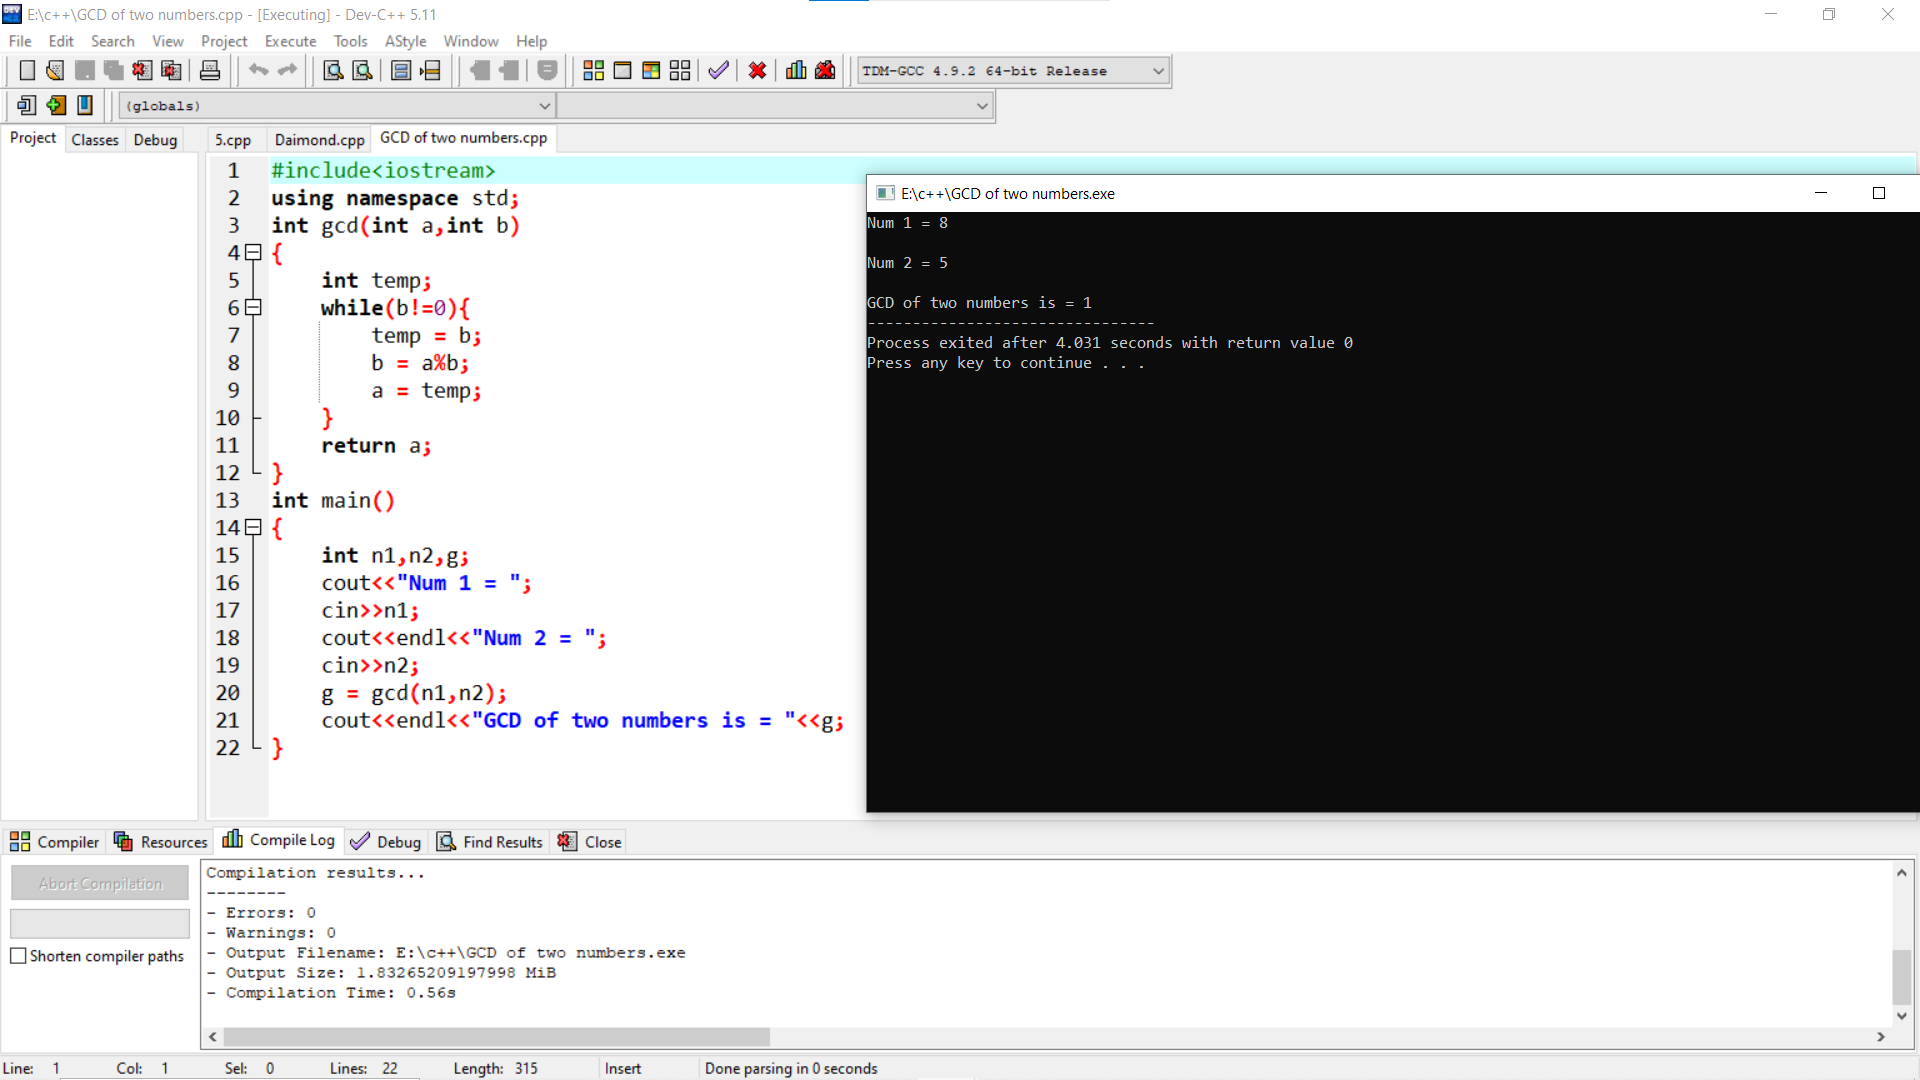 E:\c++\GCD of two numbers.cpp - [Executing] - Dev-C++ 5.11
File Edit Search View Project Execute Tools AStyle Window Help
TDM-GCC 4.9.2 64-bit Release
(globals)
Project Classes Debug
5.cpp Daimond.cpp GCD of two numbers.cpp
1 #include<iostream>
2 using namespace std;
3 int gcd(int a,int b)
4 {
5 int temp;
6 while(b!=0){
7 temp = b;
8 b = a%b;
9 a = temp;
10 }
11 return a;
12 }
13 int main()
14 {
15 int n1,n2,g;
16 cout<<"Num 1 = ";
17 cin>>n1;
18 cout<<endl<<"Num 2 = ";
19 cin>>n2;
20 g = gcd(n1,n2);
21 cout<<endl<<"GCD of two numbers is = "<<g;
22 }
E:\c++\GCD of two numbers.exe
Num 1 = 8
Num 2 = 5
GCD of two numbers is = 1
--------------------------------
Process exited after 4.031 seconds with return value 0
Press any key to continue . . .
Compiler Resources Compile Log Debug Find Results Close
Abort Compilation
Shorten compiler paths
Compilation results...
--------
- Errors: 0
- Warnings: 0
- Output Filename: E:\c++\GCD of two numbers.exe
- Output Size: 1.83265209197998 MiB
- Compilation Time: 0.56s
Line: 1 Col: 1 Sel: 0 Lines: 22 Length: 315 Insert Done parsing in 0 seconds